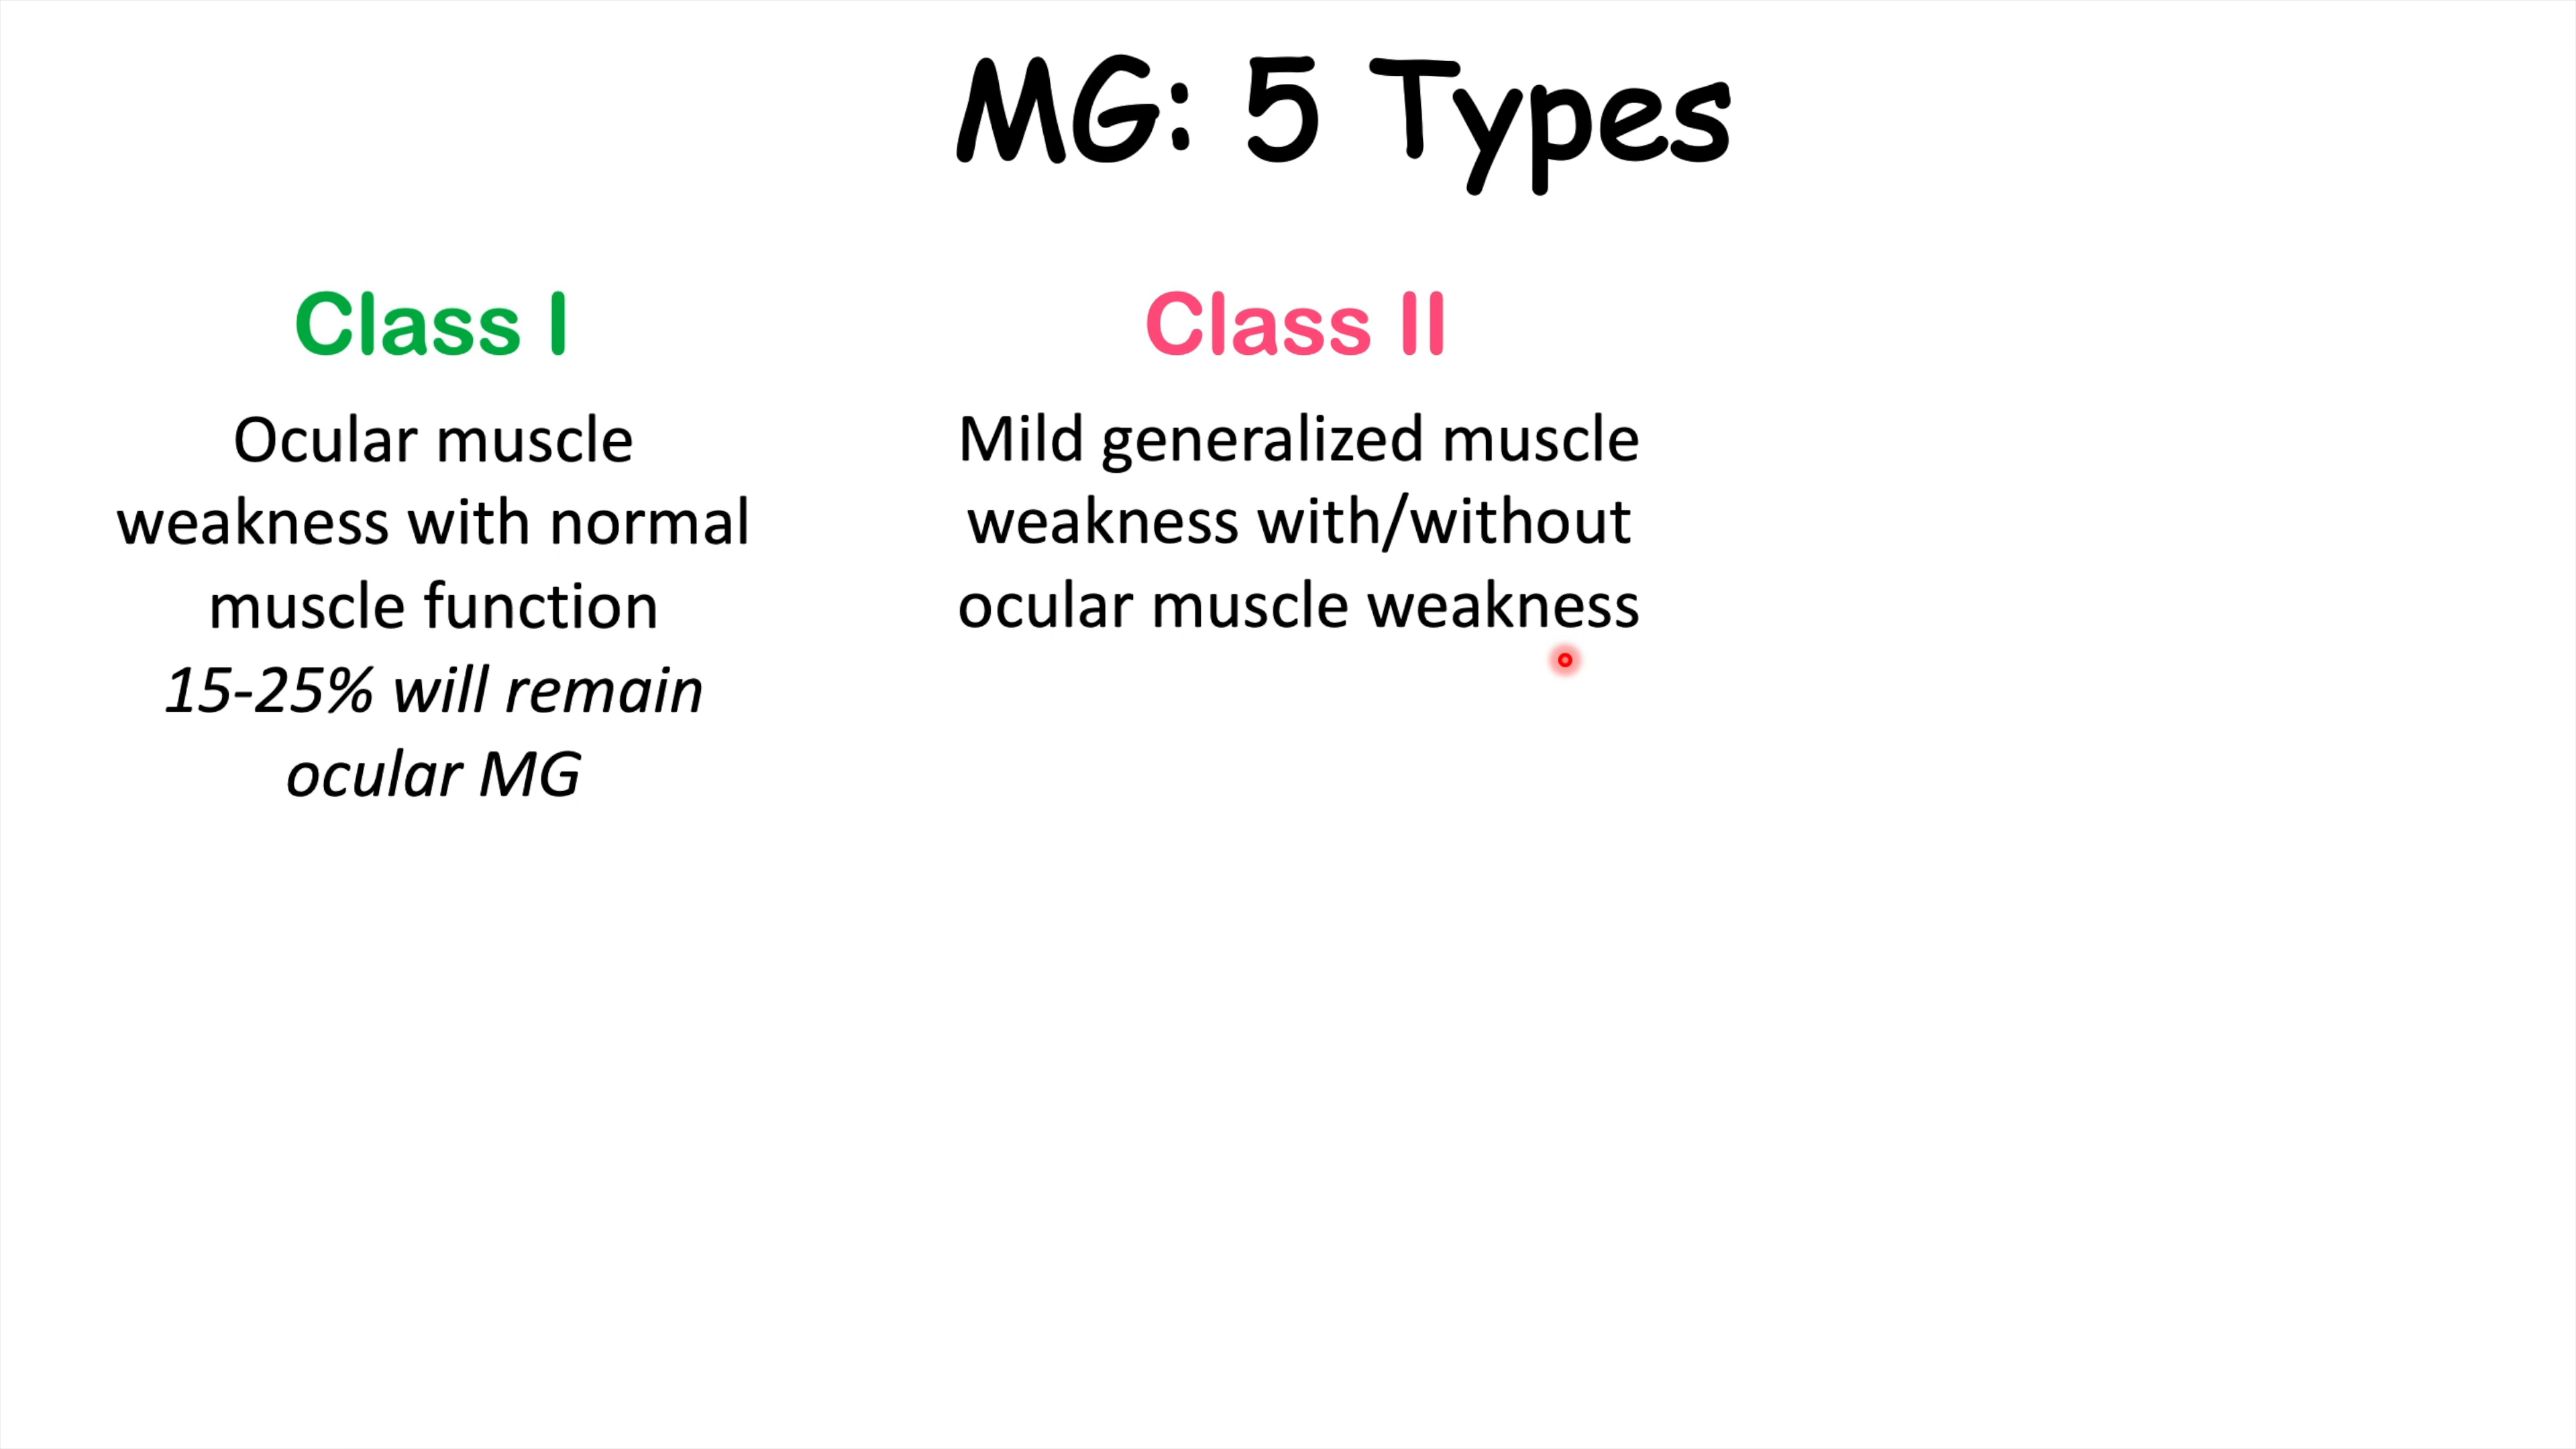 MG: 5 Types
Class I
Ocular muscle
weakness with normal
muscle function
15-25% will remain
ocular MG
Class II
Mild generalized muscle
weakness with/without
ocular muscle weakness